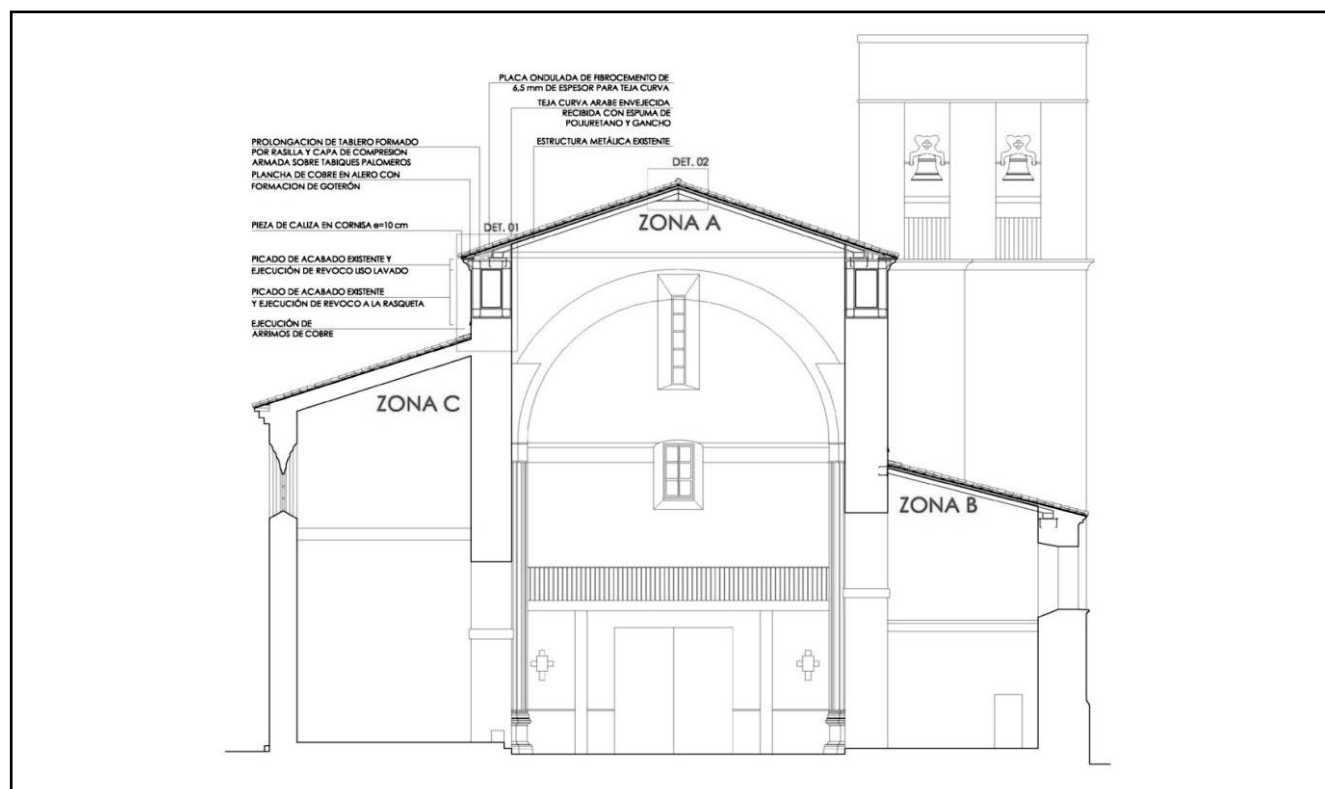 PLACA ONDULADA DE FIBROCEMENTO DE
6,5 mm DE ESPESOR PARA TEJA CURVA
TEJA CURVA ARABE ENVEJECIDA
RECIBIDA CON ESPUMA DE
POLIURETANO Y GANCHO
ESTRUCTURA METÁLICA EXISTENTE
PROLONGACION DE TABLERO FORMADO
POR RASILLA Y CAPA DE COMPRESION
ARMADA SOBRE TABIQUES PALOMEROS
PLANCHA DE COBRE EN ALERO CON
FORMACION DE GOTERÓN
PIEZA DE CALIZA EN CORNISA e=10 cm
PICADO DE ACABADO EXISTENTE Y
EJECUCIÓN DE REVOCO LISO LAVADO
PICADO DE ACABADO EXISTENTE
Y EJECUCIÓN DE REVOCO A LA RASQUETA
EJECUCIÓN DE
ARRIMOS DE COBRE
DET. 02
DET. 01
ZONA A
ZONA C
ZONA B